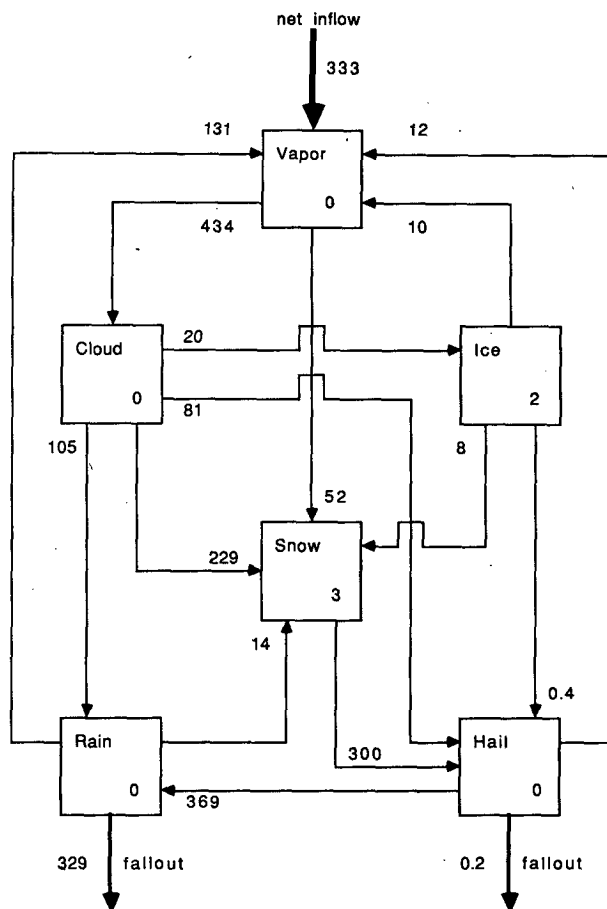 net inflow
333
131
12
Vapor
0
434
10
Cloud
0
20
81
Ice
2
105
8
52
Snow
3
229
14
0.4
Rain
0
300
Hail
0
369
329 fallout
0.2 fallout